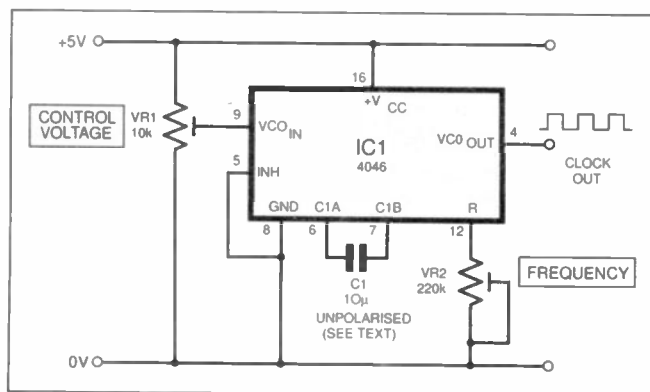 +5V
16
+V CC
CONTROL
VOLTAGE
VR1
10k
9
VCO IN
IC1
4046
VCO OUT
4
5
INH
CLOCK
OUT
GND
C1A
C1B
R
8
6
7
12
C1
10µ
UNPOLARISED
(SEE TEXT)
VR2
220k
FREQUENCY
0V